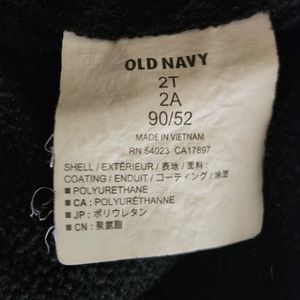 OLD NAVY
2T
2A
90/52
MADE IN VIETNAM
RN 54023 CA17897
SHELL / EXTÉRIEUR / 表地 / 面料 :
COATING / ENDUIT / コーティング / 涂层 :
■ POLYURETHANE
■ CA : POLYURÉTHANNE
■ JP : ポリウレタン
■ CN : 聚氨酯